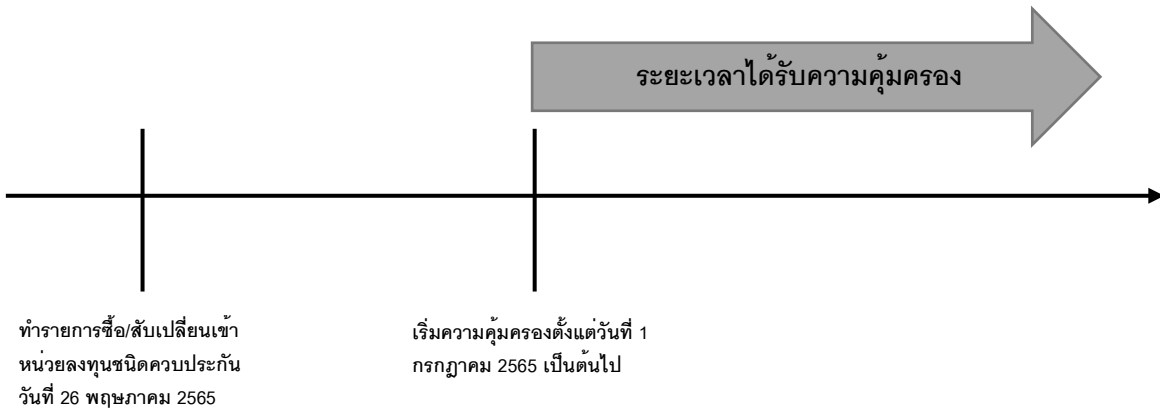 ระยะเวลาได้รับความคุ้มครอง
ทำรายการซื้อ/สับเปลี่ยนเข้า
หน่วยลงทุนชนิดควบประกัน
วันที่ 26 พฤษภาคม 2565
เริ่มความคุ้มครองตั้งแต่วันที่ 1
กรกฎาคม 2565 เป็นต้นไป